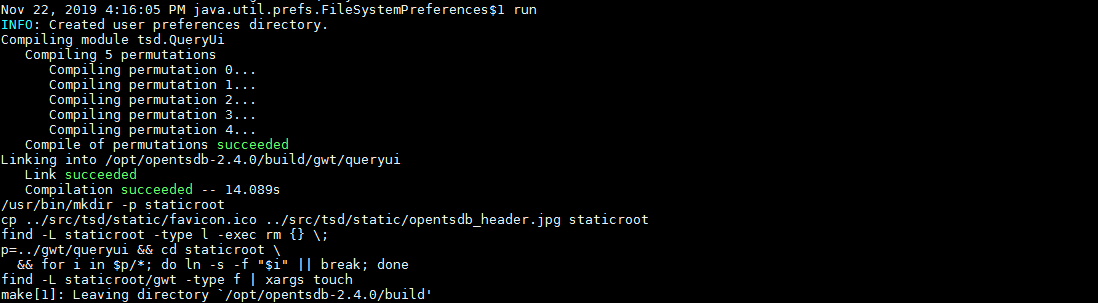 Nov 22, 2019 4:16:05 PM java.util.prefs.FileSystemPreferences$1 run
INFO: Created user preferences directory.
Compiling module tsd.QueryUi
   Compiling 5 permutations
      Compiling permutation 0...
      Compiling permutation 1...
      Compiling permutation 2...
      Compiling permutation 3...
      Compiling permutation 4...
   Compile of permutations succeeded
Linking into /opt/opentsdb-2.4.0/build/gwt/queryui
   Link succeeded
   Compilation succeeded -- 14.089s
/usr/bin/mkdir -p staticroot
cp ../src/tsd/static/favicon.ico ../src/tsd/static/opentsdb_header.jpg staticroot
find -L staticroot -type l -exec rm {} \;
p=../gwt/queryui && cd staticroot \
  && for i in $p/*; do ln -s -f "$i" || break; done
find -L staticroot/gwt -type f | xargs touch
make[1]: Leaving directory `/opt/opentsdb-2.4.0/build'